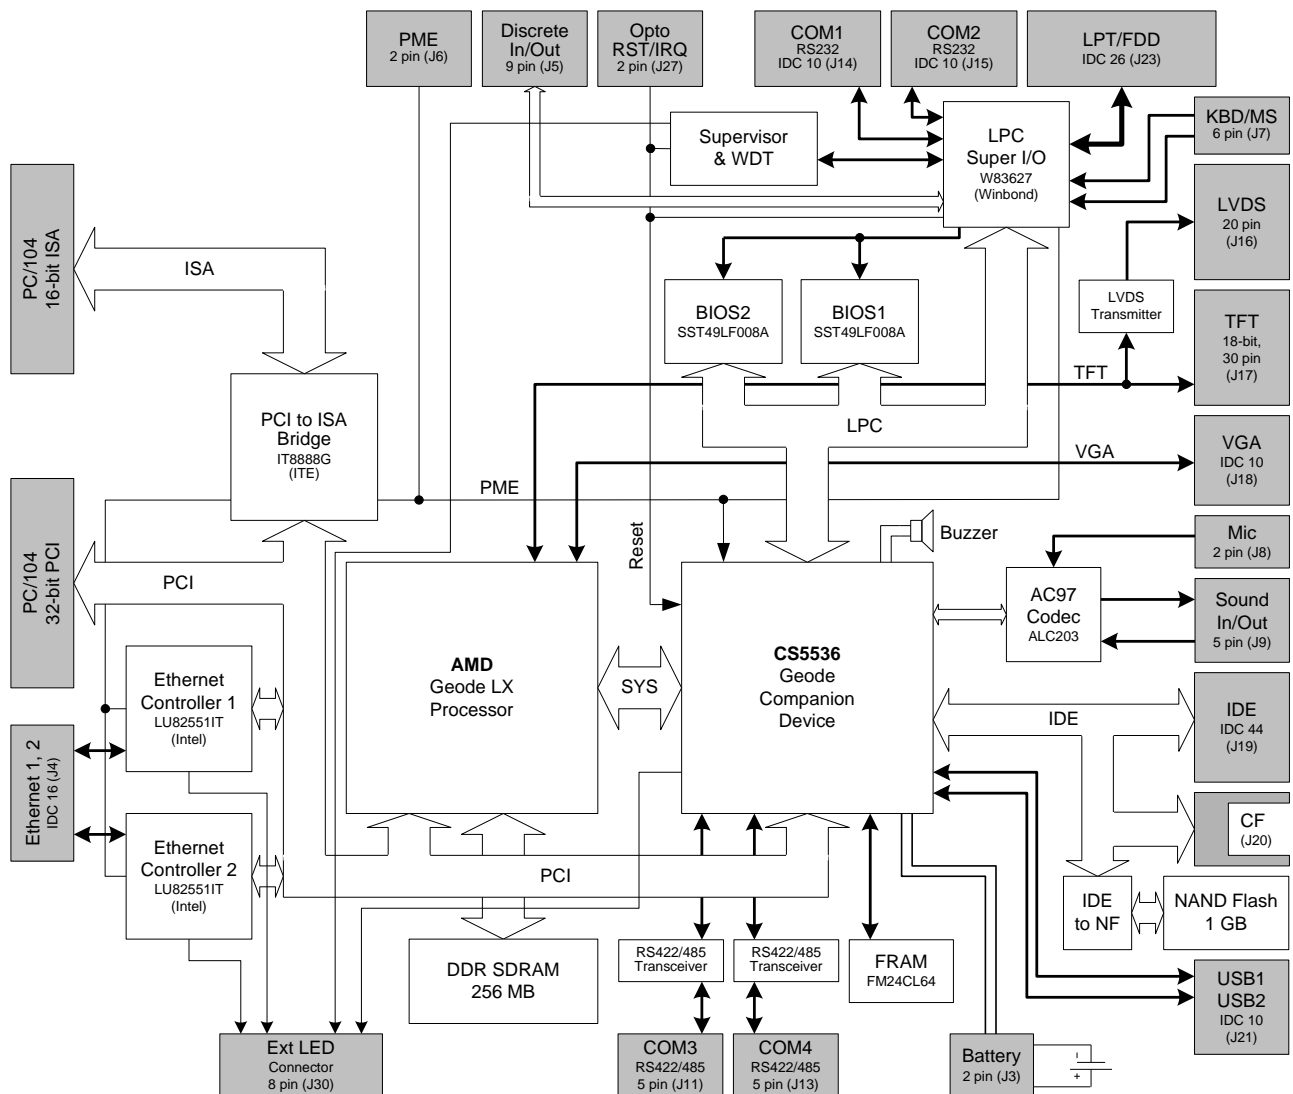 PME
2 pin (J6)
Discrete
In/Out
9 pin (J5)
Opto
RST/IRQ
2 pin (J27)
COM1
RS232
IDC 10 (J14)
COM2
RS232
IDC 10 (J15)
LPT/FDD
IDC 26 (J23)
KBD/MS
6 pin (J7)
Supervisor
& WDT
LPC
Super I/O
W83627
(Winbond)
LVDS
20 pin
(J16)
PC/104
16-bit ISA
ISA
BIOS2
SST49LF008A
BIOS1
SST49LF008A
LVDS
Transmitter
TFT
18-bit,
30 pin
(J17)
TFT
PCI to ISA
Bridge
IT8888G
(ITE)
LPC
VGA
VGA
IDC 10
(J18)
PME
PC/104
32-bit PCI
PCI
Reset
Buzzer
Mic
2 pin (J8)
AC97
Codec
ALC203
Sound
In/Out
5 pin (J9)
AMD
Geode LX
Processor
SYS
CS5536
Geode
Companion
Device
Ethernet
Controller 1
LU82551IT
(Intel)
IDE
IDE
IDC 44
(J19)
Ethernet 1, 2
IDC 16 (J4)
Ethernet
Controller 2
LU82551IT
(Intel)
PCI
CF
(J20)
IDE
to NF
NAND Flash
1 GB
DDR SDRAM
256 MB
RS422/485
Transceiver
RS422/485
Transceiver
FRAM
FM24CL64
USB1
USB2
IDC 10
(J21)
Ext LED
Connector
8 pin (J30)
COM3
RS422/485
5 pin (J11)
COM4
RS422/485
5 pin (J13)
Battery
2 pin (J3)
-
+